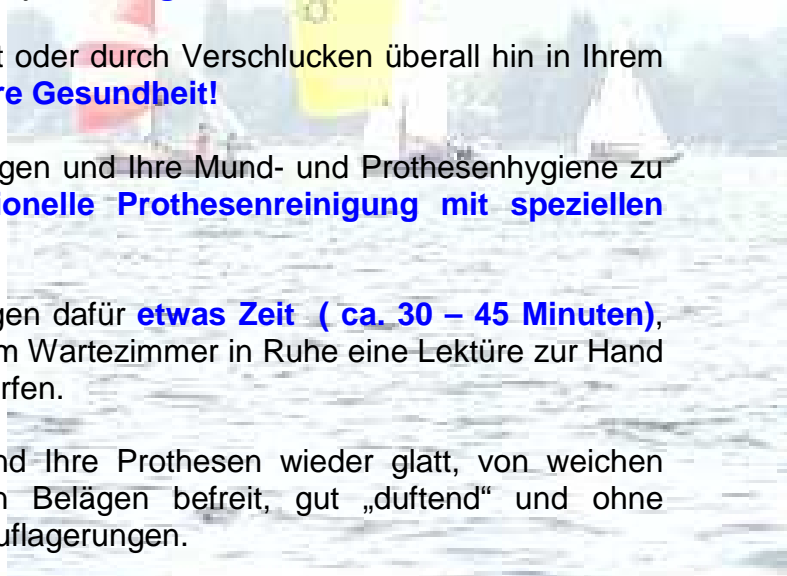 t oder durch Verschlucken überall hin in Ihrem
re Gesundheit!
gen und Ihre Mund- und Prothesenhygiene zu
ionelle Prothesenreinigung mit speziellen
gen dafür etwas Zeit ( ca. 30 – 45 Minuten),
m Wartezimmer in Ruhe eine Lektüre zur Hand
rfen.
nd Ihre Prothesen wieder glatt, von weichen
n Belägen befreit, gut „duftend“ und ohne
uflagerungen.